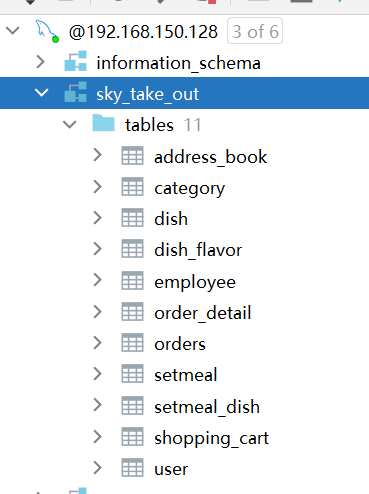 @192.168.150.128 3 of 6
information_schema
sky_take_out
tables 11
address_book
category
dish
dish_flavor
employee
order_detail
orders
setmeal
setmeal_dish
shopping_cart
user